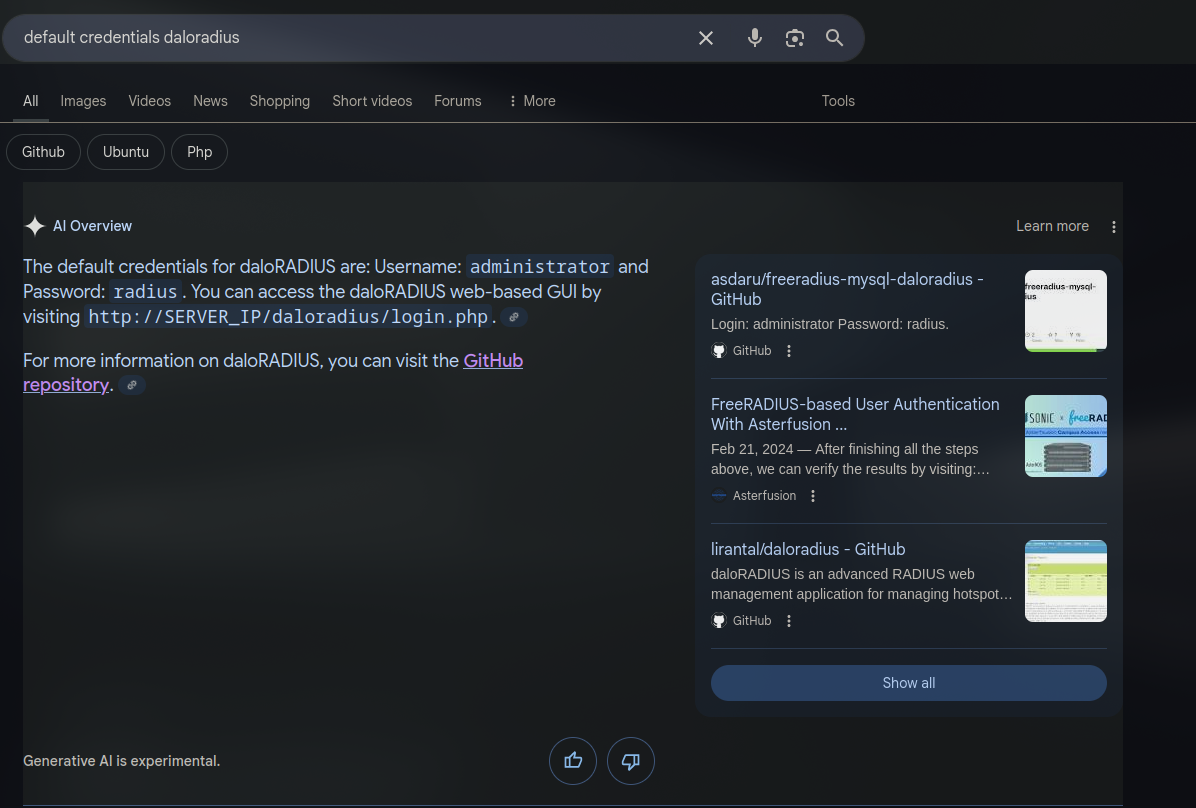 default credentials daloradius
All
Images
Videos
News
Shopping
Short videos
Forums
More
Tools
Github
Ubuntu
Php
AI Overview
Learn more
The default credentials for daloRADIUS are: Username: administrator and
Password: radius. You can access the daloRADIUS web-based GUI by
visiting http://SERVER_IP/daloradius/login.php.
For more information on daloRADIUS, you can visit the GitHub
repository.
asdaru/freeradius-mysql-daloradius -
GitHub
Login: administrator Password: radius.
GitHub
freeradius-mysql-
FreeRADIUS-based User Authentication
With Asterfusion ...
Feb 21, 2024 — After finishing all the steps
above, we can verify the results by visiting:…
Asterfusion
SONIC x freeRAD
lirantal/daloradius - GitHub
daloRADIUS is an advanced RADIUS web
management application for managing hotspot…
GitHub
Show all
Generative AI is experimental.